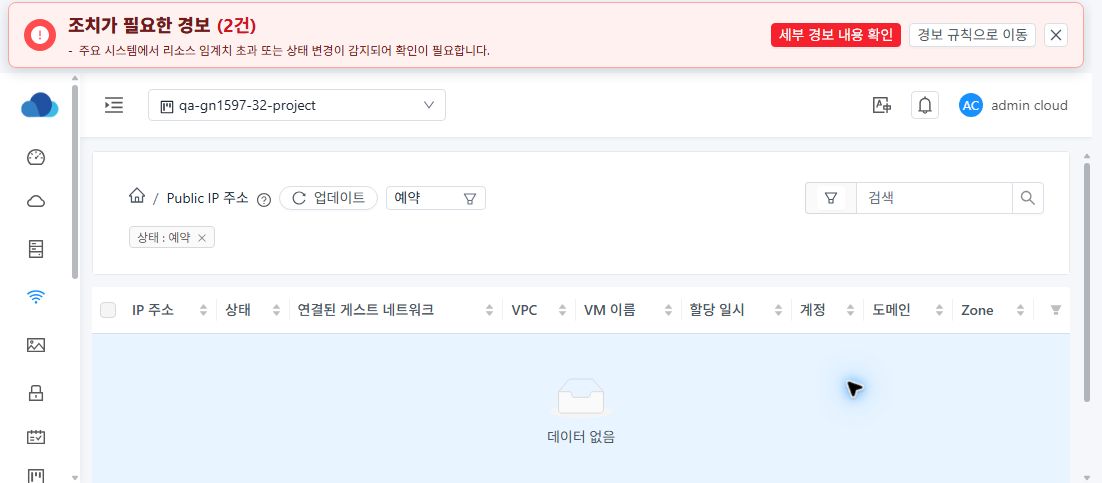 조치가 필요한 경보 (2건)
- 주요 시스템에서 리소스 임계치 초과 또는 상태 변경이 감지되어 확인이 필요합니다.
세부 경보 내용 확인
경보 규칙으로 이동
qa-gn1597-32-project
AC admin cloud
/ Public IP 주소 업데이트 예약
검색
상태 : 예약
IP 주소 상태 연결된 게스트 네트워크 VPC VM 이름 할당 일시 계정 도메인 Zone
데이터 없음